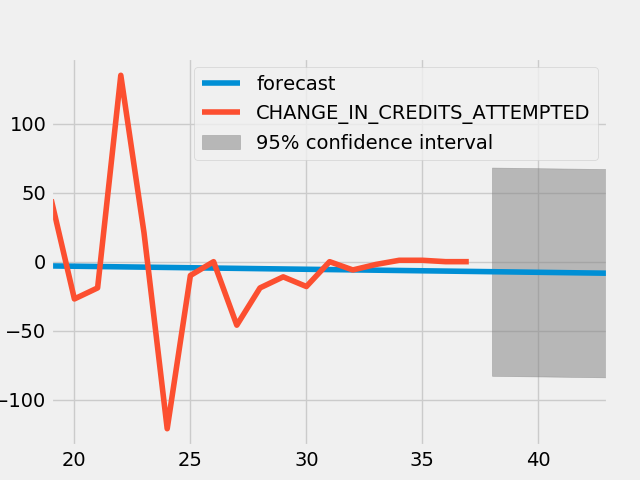 forecast
CHANGE_IN_CREDITS_ATTEMPTED
95% confidence interval
100
50
0
−50
−100
20 25 30 35 40